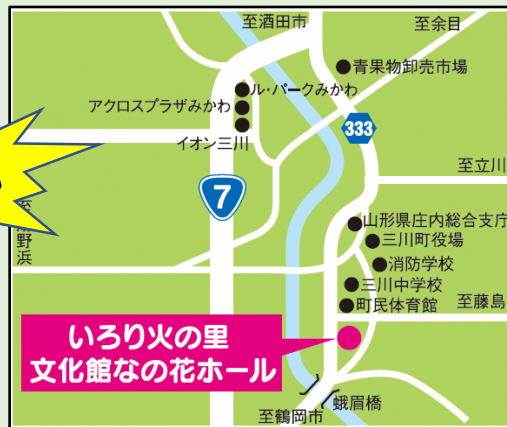 至酒田市
至余目
青果物卸売市場
ル・パークみかわ
アクロスプラザみかわ
イオン三川
333
至立川
7
山形県庄内総合支庁
三川町役場
消防学校
三川中学校
町民体育館
至藤島
野浜
いろり火の里
文化館なの花ホール
蛾眉橋
至鶴岡市